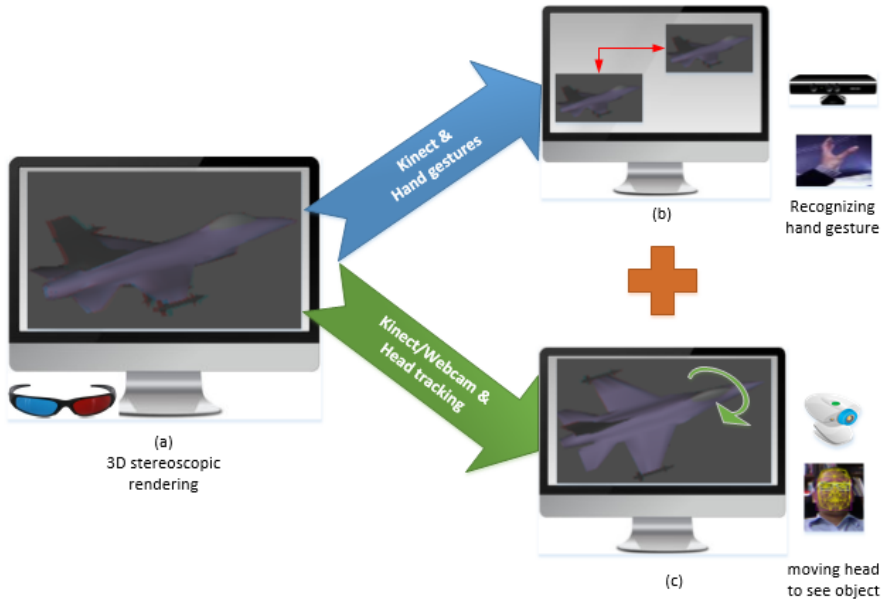 Kinect &
Hand gestures
(b)
Recognizing
hand gesture
Kinect/Webcam &
Head tracking
(a)
3D stereoscopic
rendering
(c)
moving head
to see object